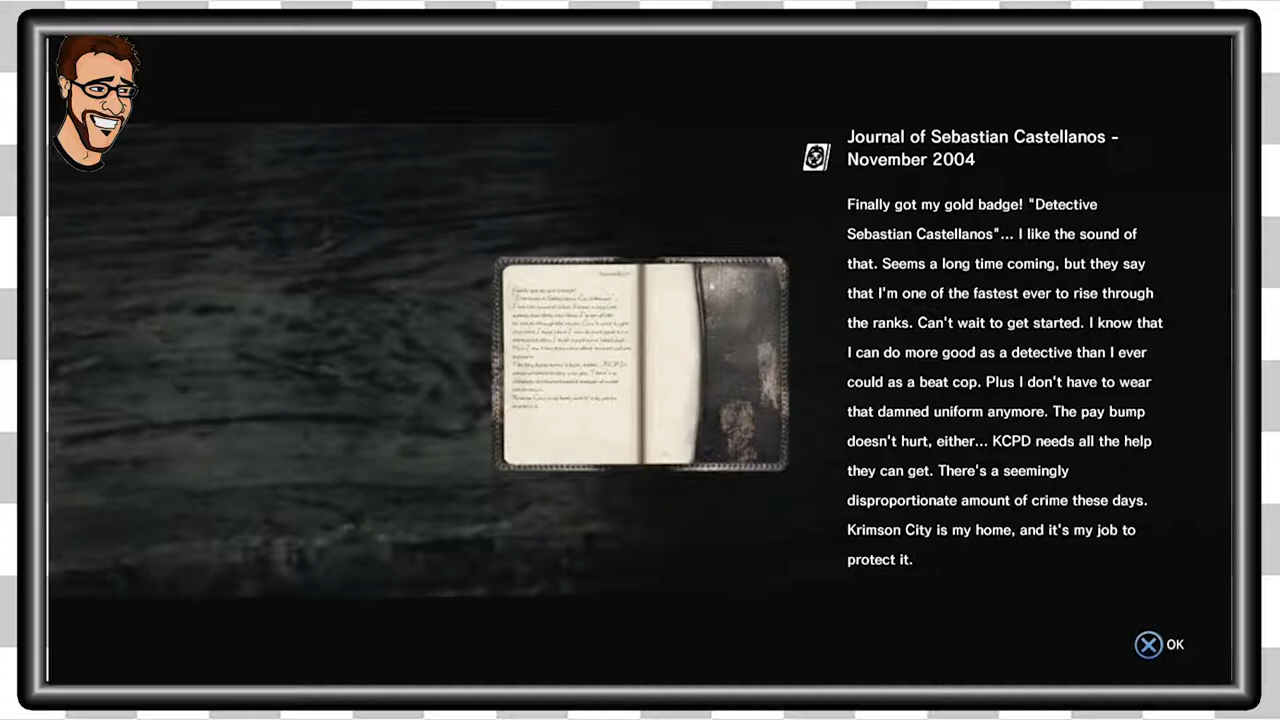 Journal of Sebastian Castellanos -
November 2004
Finally got my gold badge! "Detective
Sebastian Castellanos"... I like the sound of
that. Seems a long time coming, but they say
that I'm one of the fastest ever to rise through
the ranks. Can't wait to get started. I know that
I can do more good as a detective than I ever
could as a beat cop. Plus I don't have to wear
that damned uniform anymore. The pay bump
doesn't hurt, either... KCPD needs all the help
they can get. There's a seemingly
disproportionate amount of crime these days.
Krimson City is my home, and it's my job to
protect it.
OK